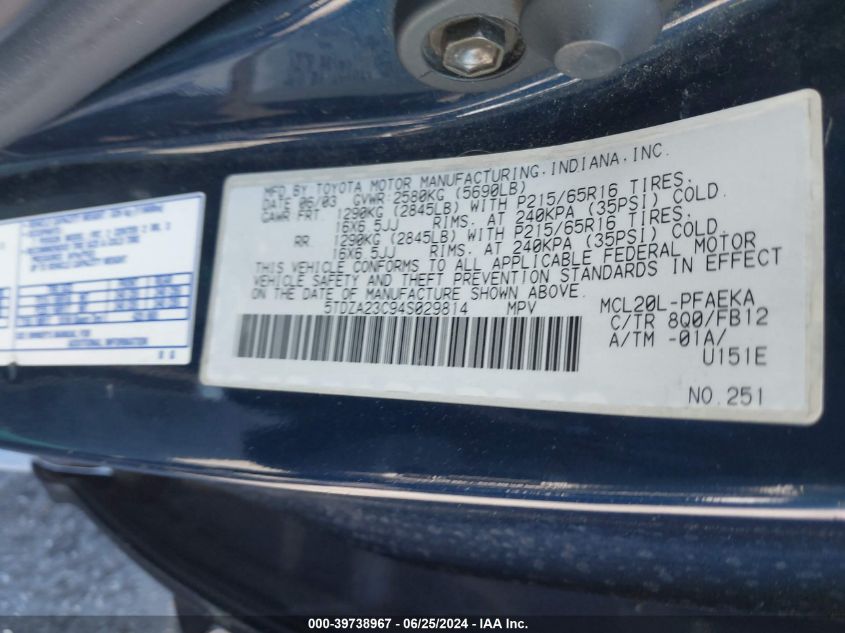 MFD. BY TOYOTA MOTOR MANUFACTURING, INDIANA, INC.
DATE 06/03 GVWR: 2580KG (5690LB)
GAWR: FRT. 1290KG (2845LB) WITH P215/65R16 TIRES,
16X6.5JJ RIMS. AT 240KPA (35PSI) COLD.
RR. 1290KG (2845LB) WITH P215/65R16 TIRES,
16X6.5JJ RIMS. AT 240KPA (35PSI) COLD.
THIS VEHICLE CONFORMS TO ALL APPLICABLE FEDERAL MOTOR
VEHICLE SAFETY AND THEFT PREVENTION STANDARDS IN EFFECT
ON THE DATE OF MANUFACTURE SHOWN ABOVE.
5TDZA23C94S029814 MPV
MCL20L-PFAEKA
C/TR 8Q0/FB12
A/TM -01A/
U151E
NO.251
ADDITIONAL INFORMATION
000-39738967 - 06/25/2024 - IAA Inc.